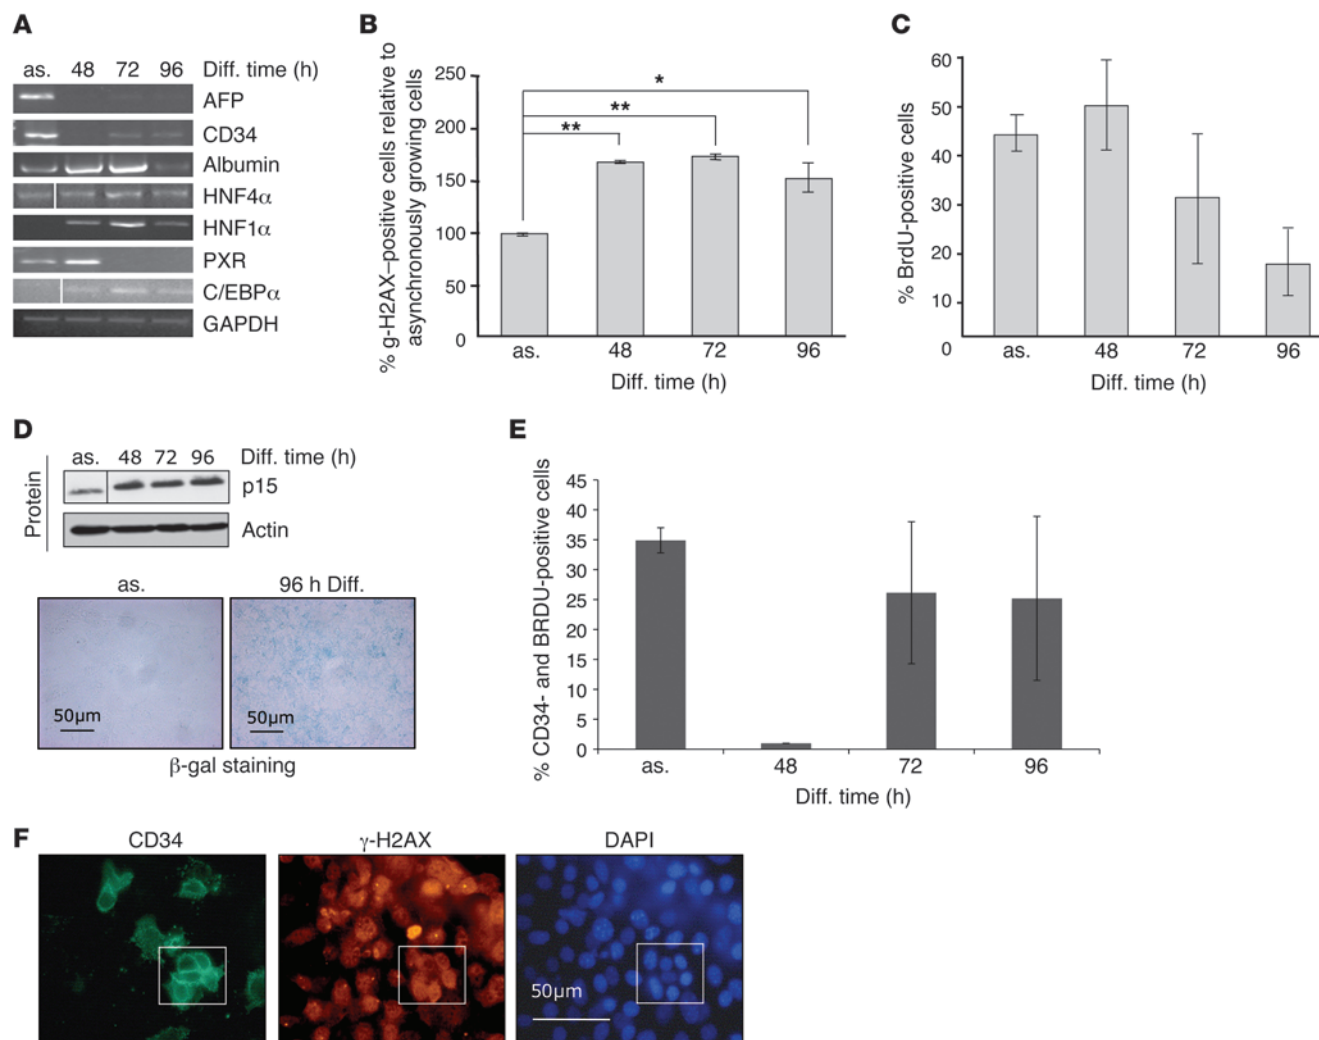 A
as. 48 72 96 Diff. time (h)
AFP
CD34
Albumin
HNF4α
HNF1α
PXR
C/EBPα
GAPDH
B
% g-H2AX–positive cells relative to
asynchronously growing cells
250
200
150
100
50
0
*
**
**
as. 48 72 96
Diff. time (h)
C
% BrdU-positive cells
60
50
40
30
20
10
0
as. 48 72 96
Diff. time (h)
D
Protein
as. 48 72 96 Diff. time (h)
p15
Actin
as. 96 h Diff.
50μm 50μm
β-gal staining
E
% CD34- and BRDU-positive cells
45
40
35
30
25
20
15
10
5
0
as. 48 72 96
Diff. time (h)
F
CD34 γ-H2AX DAPI
50μm